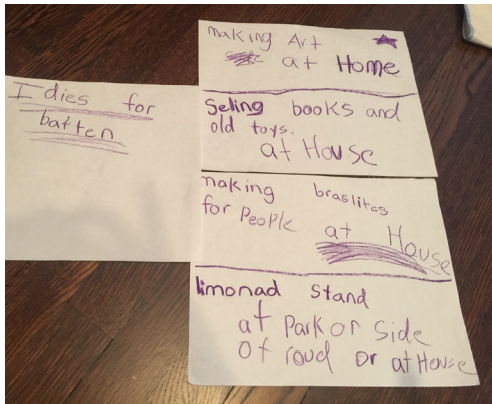 I dies for
batten
making Art
at Home
Seling books and
old toys.
at House
making braslites
for People at House
limonad Stand
at Park or Side
of roud or at House